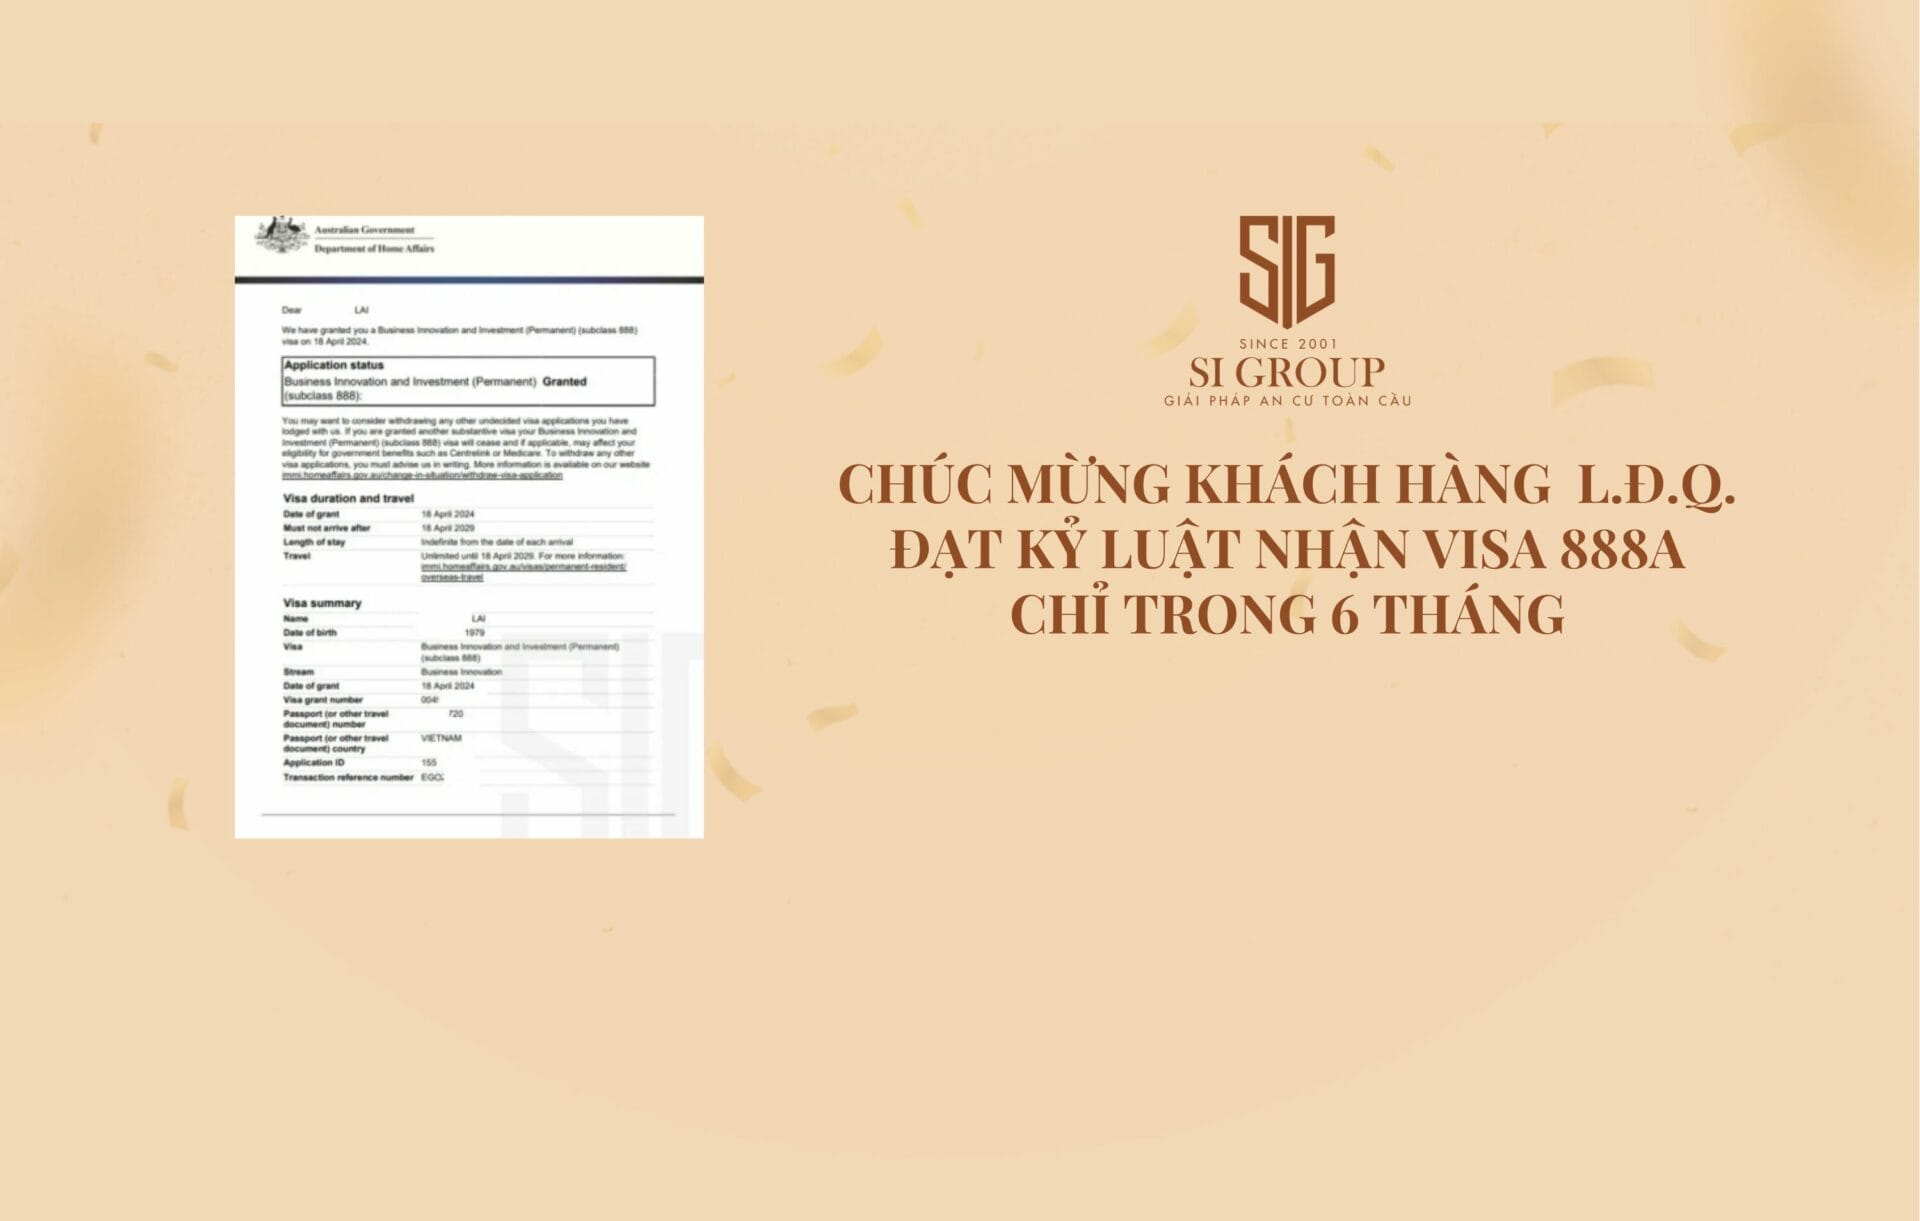 Australian Government
Department of Home Affairs
Dear LAI
We have granted you a Business Innovation and Investment (Permanent) (subclass 888)
visa on 18 April 2024.
Application status
Business Innovation and Investment (Permanent) Granted
(subclass 888):
You may want to consider withdrawing any other undecided visa applications you have
lodged with us. If you are granted another substantive visa your Business Innovation and
Investment (Permanent) (subclass 888) visa will cease and if applicable, may affect your
eligibility for government benefits such as Centrelink or Medicare. To withdraw any other
visa applications, you must advise us in writing. More information is available on our website
immi.homeaffairs.gov.au/change-in-situation/withdraw-visa-application
Visa duration and travel
Date of grant 18 April 2024
Must not arrive after 18 April 2029
Length of stay Indefinite from the date of each arrival
Travel Unlimited until 18 April 2029. For more information:
immi.homeaffairs.gov.au/visas/permanent-resident/
overseas-travel
Visa summary
Name LAI
Date of birth 1979
Visa Business Innovation and Investment (Permanent)
(subclass 888)
Stream Business Innovation
Date of grant 18 April 2024
Visa grant number 004
Passport (or other travel 720
document) number
Passport (or other travel VIETNAM
document) country
Application ID 155
Transaction reference number EGO
SIG
SINCE 2001
SI GROUP
GIẢI PHÁP AN CƯ TOÀN CẦU
CHÚC MỪNG KHÁCH HÀNG L.Đ.Q.
ĐẠT KỶ LUẬT NHẬN VISA 888A
CHỈ TRONG 6 THÁNG